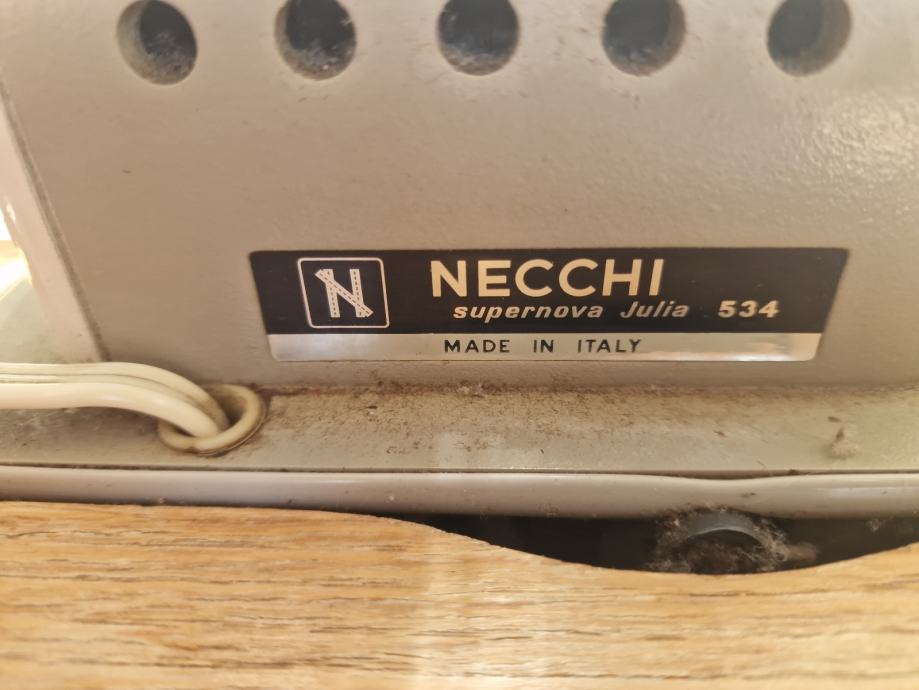 N
NECCHI
supernova Julia 534
MADE IN ITALY